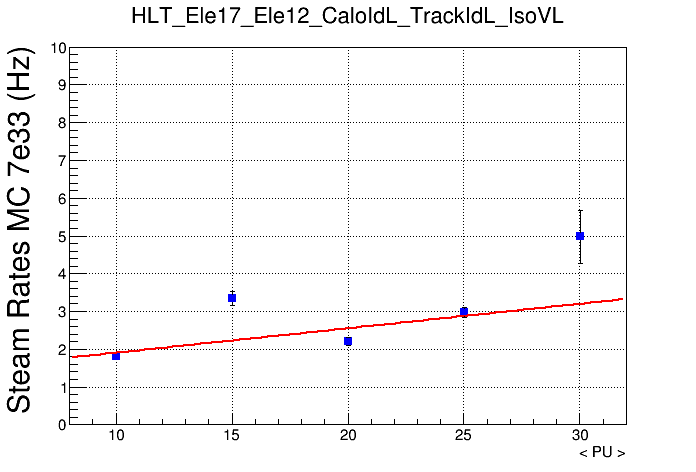 HLT_Ele17_Ele12_CaloIdL_TrackIdL_IsoVL
Steam Rates MC 7e33 (Hz)
10
9
8
7
6
5
4
3
2
1
0
10 15 20 25 30
< PU >